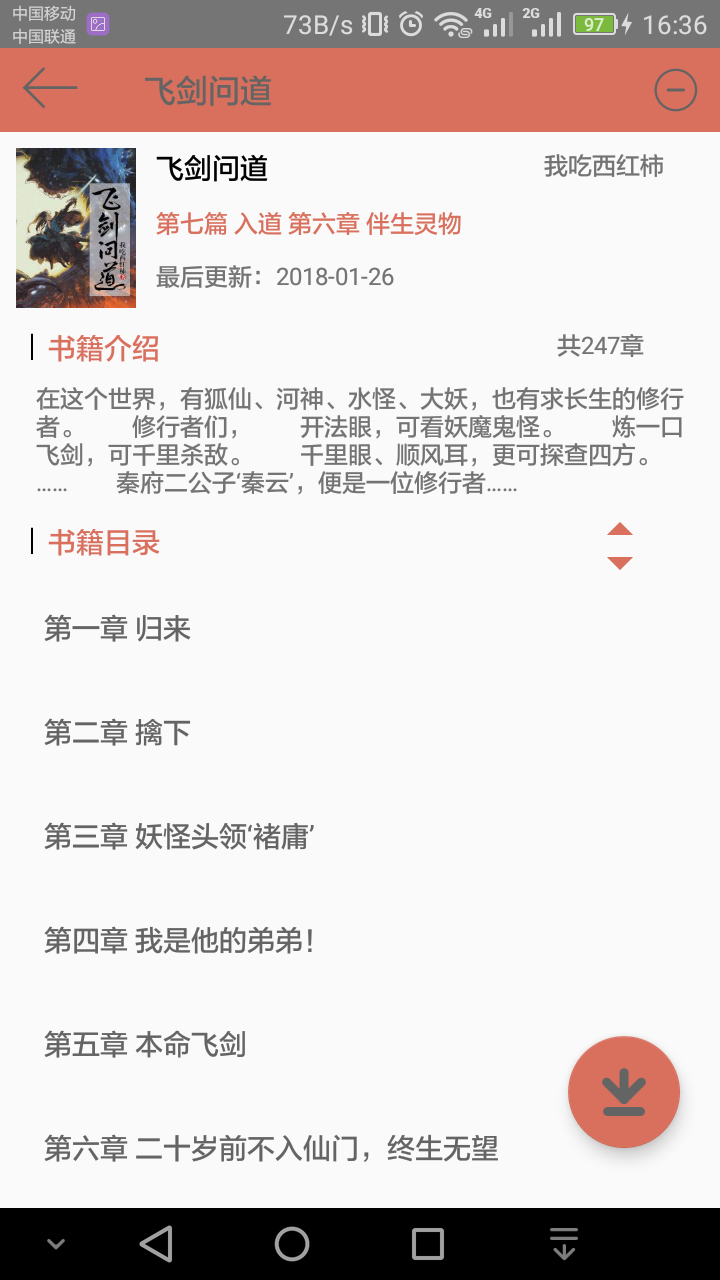 中国移动
中国联通
73B/s 4G 2G 97 16:36
飞剑问道
飞剑问道
我吃西红柿
飞剑问道
我吃西红柿
第七篇 入道 第六章 伴生灵物
最后更新：2018-01-26
书籍介绍
共247章
在这个世界，有狐仙、河神、水怪、大妖，也有求长生的修行
者。 修行者们， 开法眼，可看妖魔鬼怪。 炼一口
飞剑，可千里杀敌。 千里眼、顺风耳，更可探查四方。
…… 秦府二公子‘秦云’，便是一位修行者……
书籍目录
第一章 归来
第二章 擒下
第三章 妖怪头领‘褚庸’
第四章 我是他的弟弟！
第五章 本命飞剑
第六章 二十岁前不入仙门，终生无望